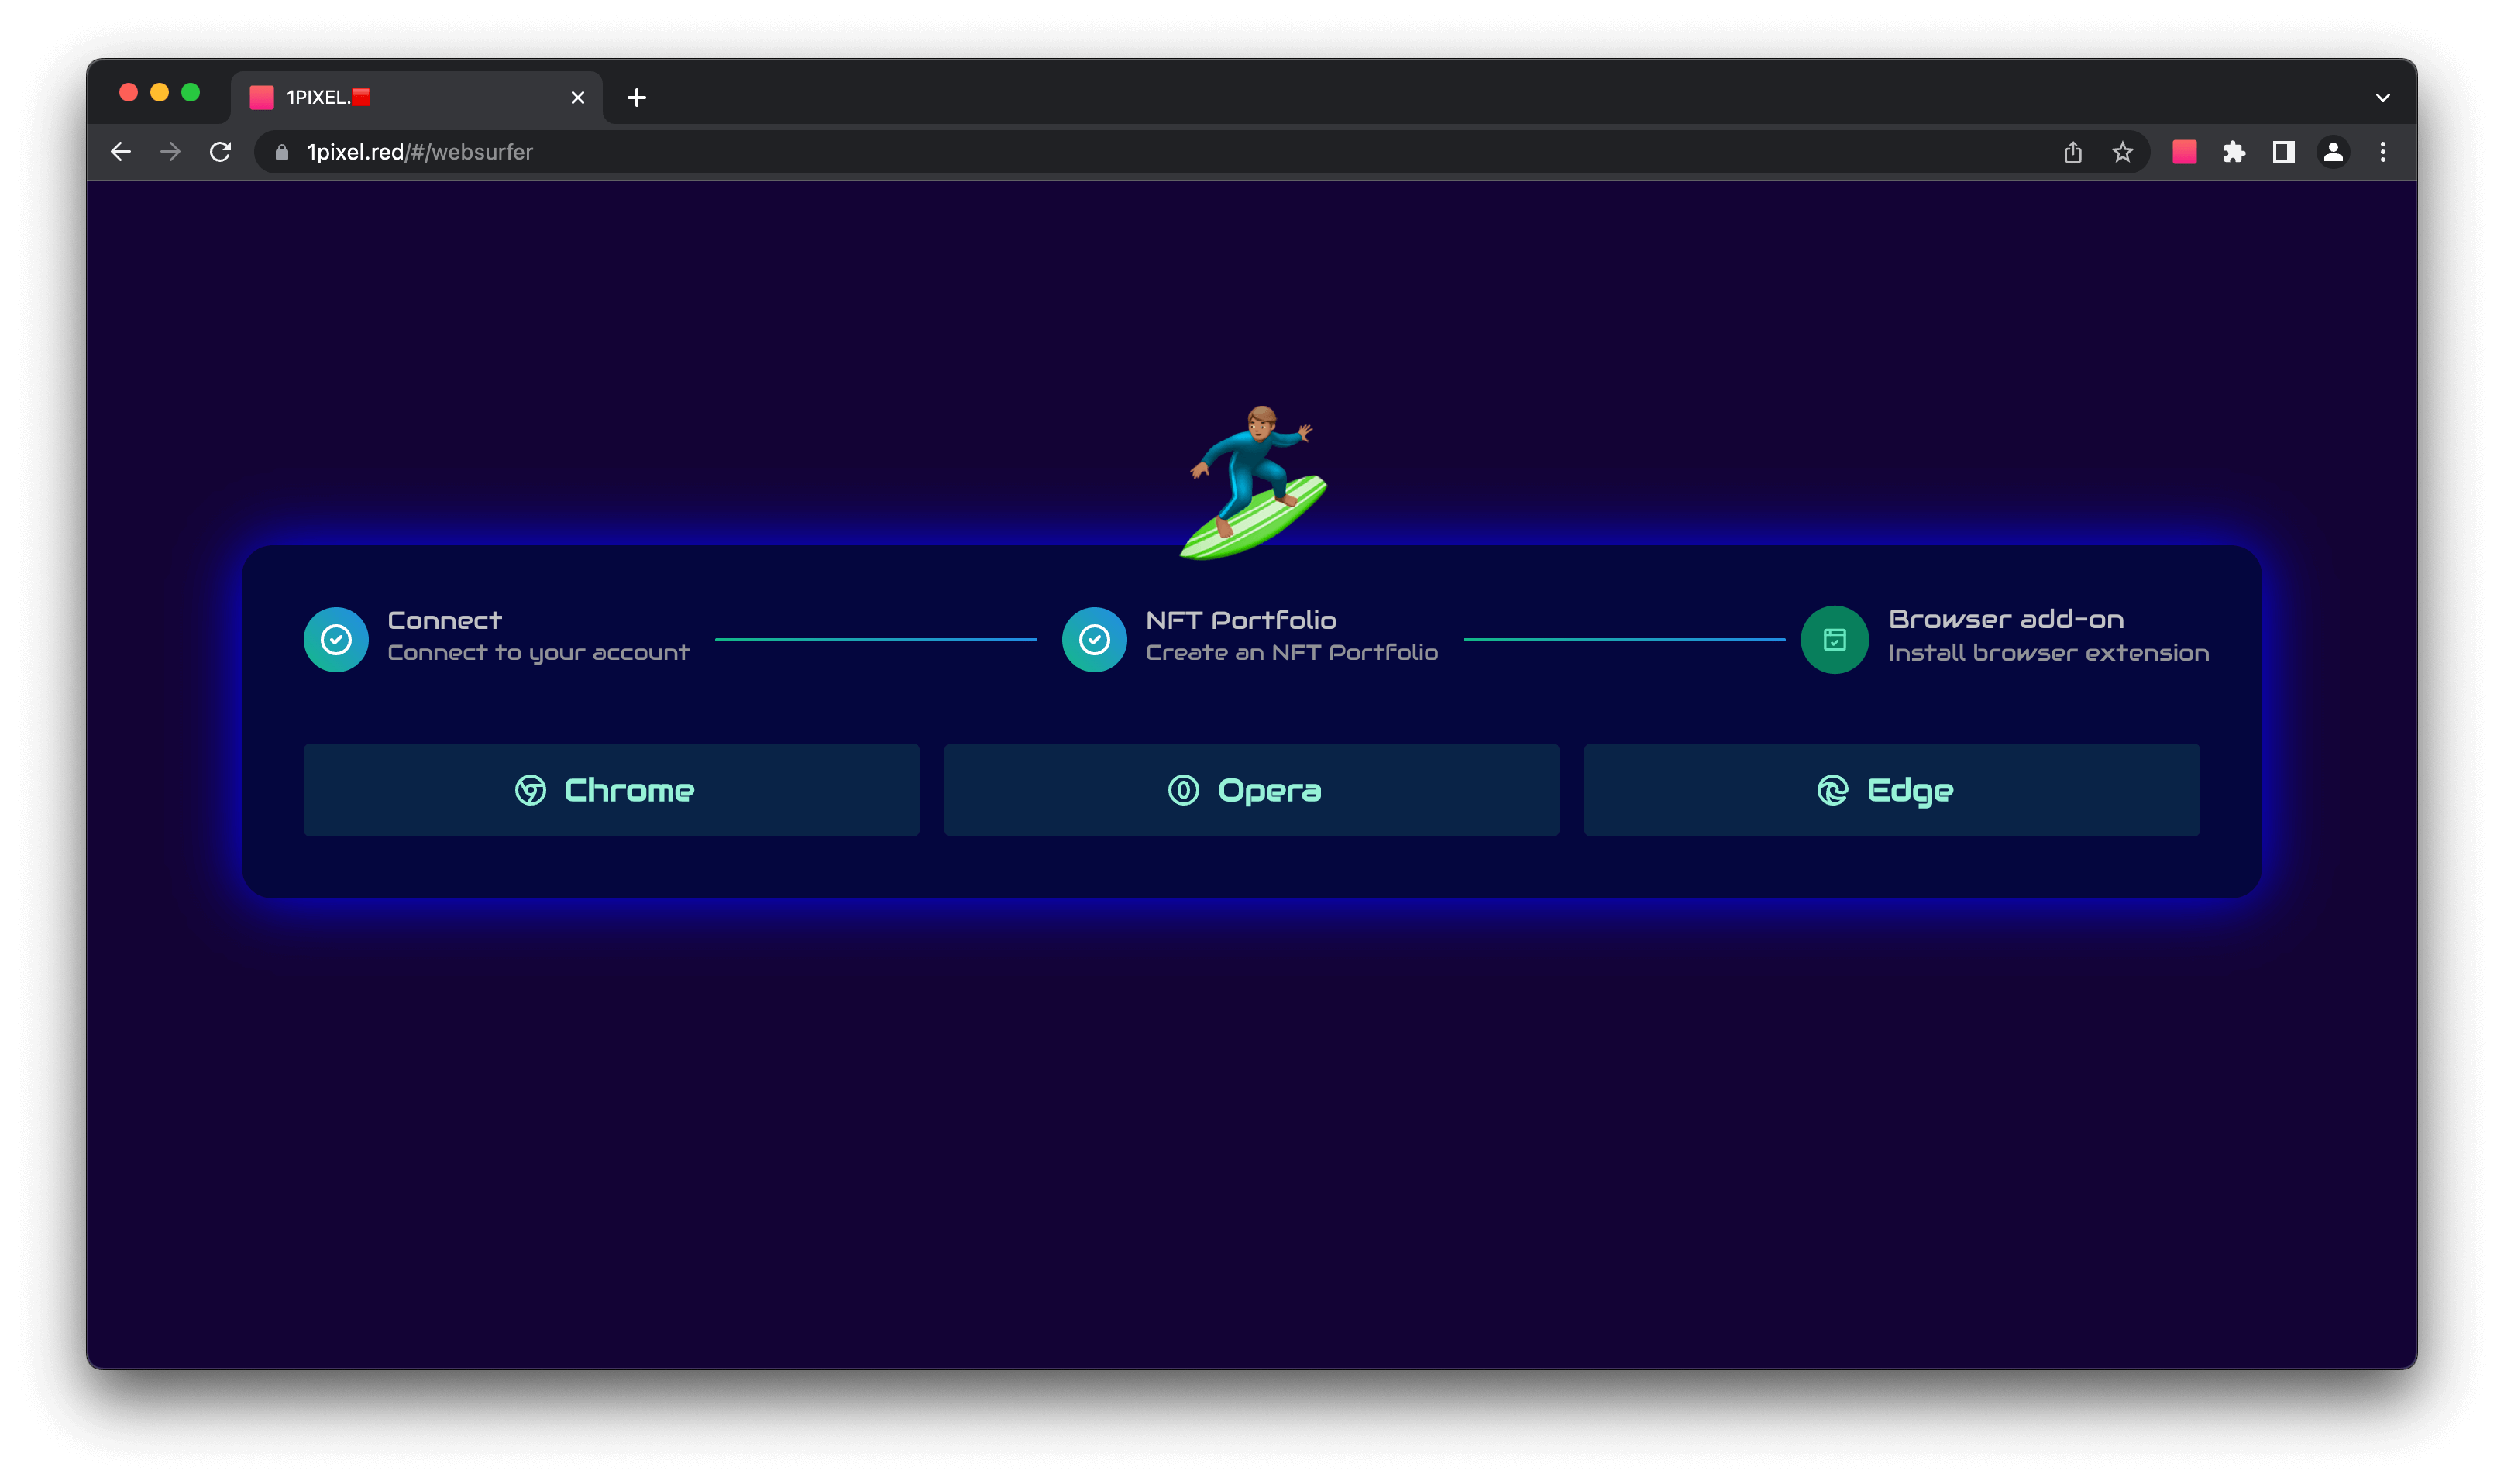 1PIXEL.🟥
1pixel.red/#/websurfer
Connect
Connect to your account
NFT Portfolio
Create an NFT Portfolio
Browser add-on
Install browser extension
Chrome
Opera
Edge